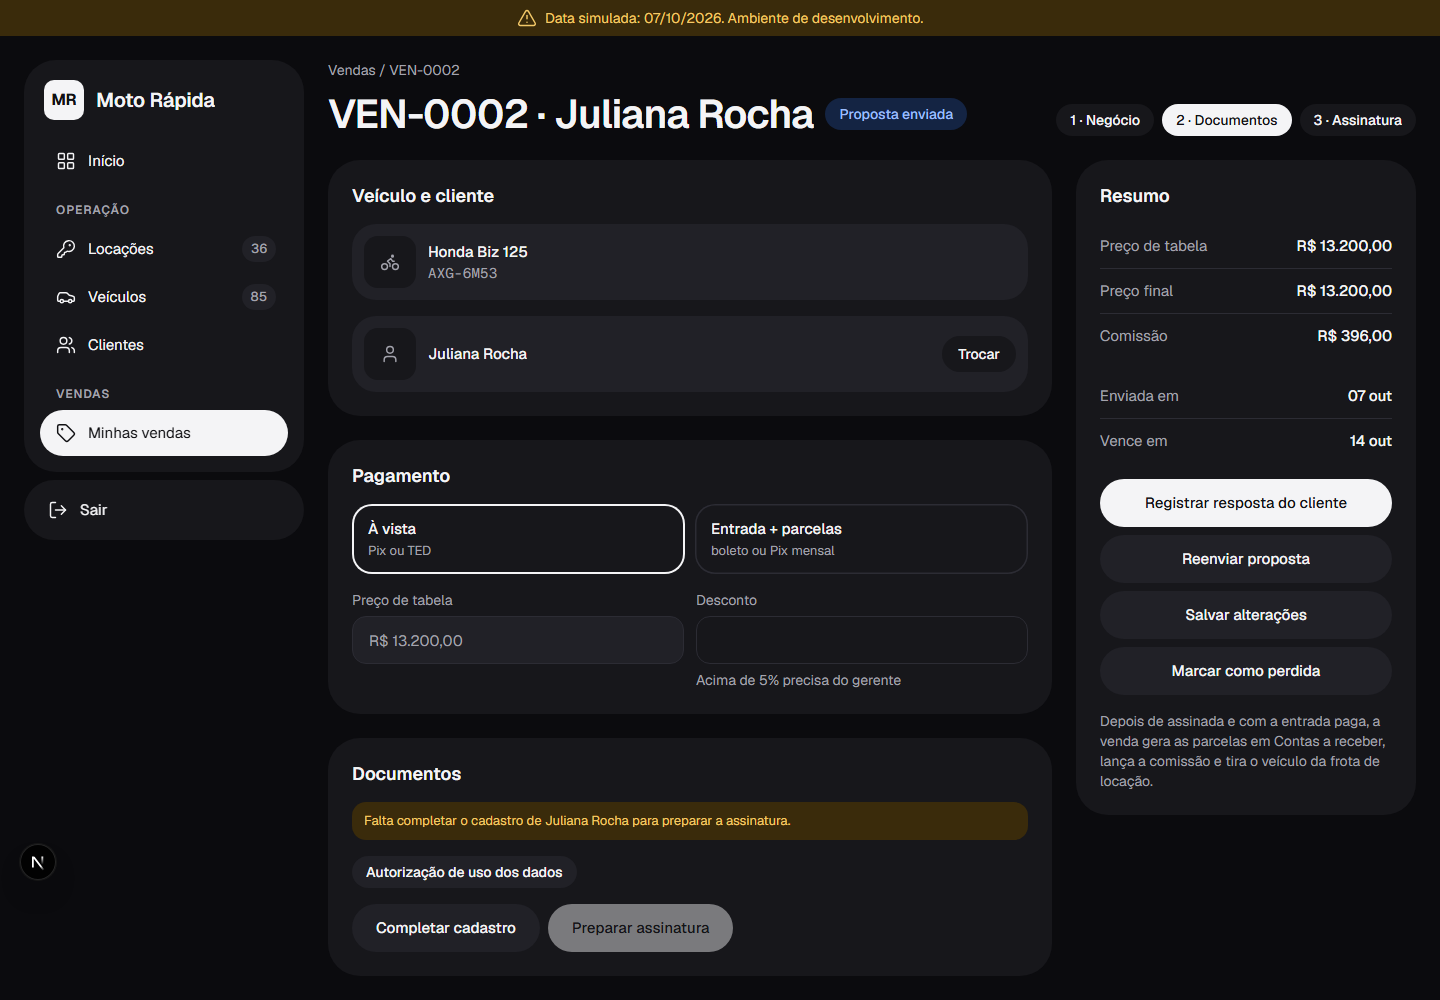 Data simulada: 07/10/2026. Ambiente de desenvolvimento.
MR Moto Rápida
Início
OPERAÇÃO
Locações 36
Veículos 85
Clientes
VENDAS
Minhas vendas
Sair
Vendas / VEN-0002
VEN-0002 · Juliana Rocha
Proposta enviada
1 · Negócio
2 · Documentos
3 · Assinatura
Veículo e cliente
Honda Biz 125
AXG-6M53
Juliana Rocha
Trocar
Pagamento
À vista
Pix ou TED
Entrada + parcelas
boleto ou Pix mensal
Preço de tabela
R$ 13.200,00
Desconto
Acima de 5% precisa do gerente
Documentos
Falta completar o cadastro de Juliana Rocha para preparar a assinatura.
Autorização de uso dos dados
Completar cadastro
Preparar assinatura
Resumo
Preço de tabela R$ 13.200,00
Preço final R$ 13.200,00
Comissão R$ 396,00
Enviada em 07 out
Vence em 14 out
Registrar resposta do cliente
Reenviar proposta
Salvar alterações
Marcar como perdida
Depois de assinada e com a entrada paga, a
venda gera as parcelas em Contas a receber,
lança a comissão e tira o veículo da frota de
locação.
N